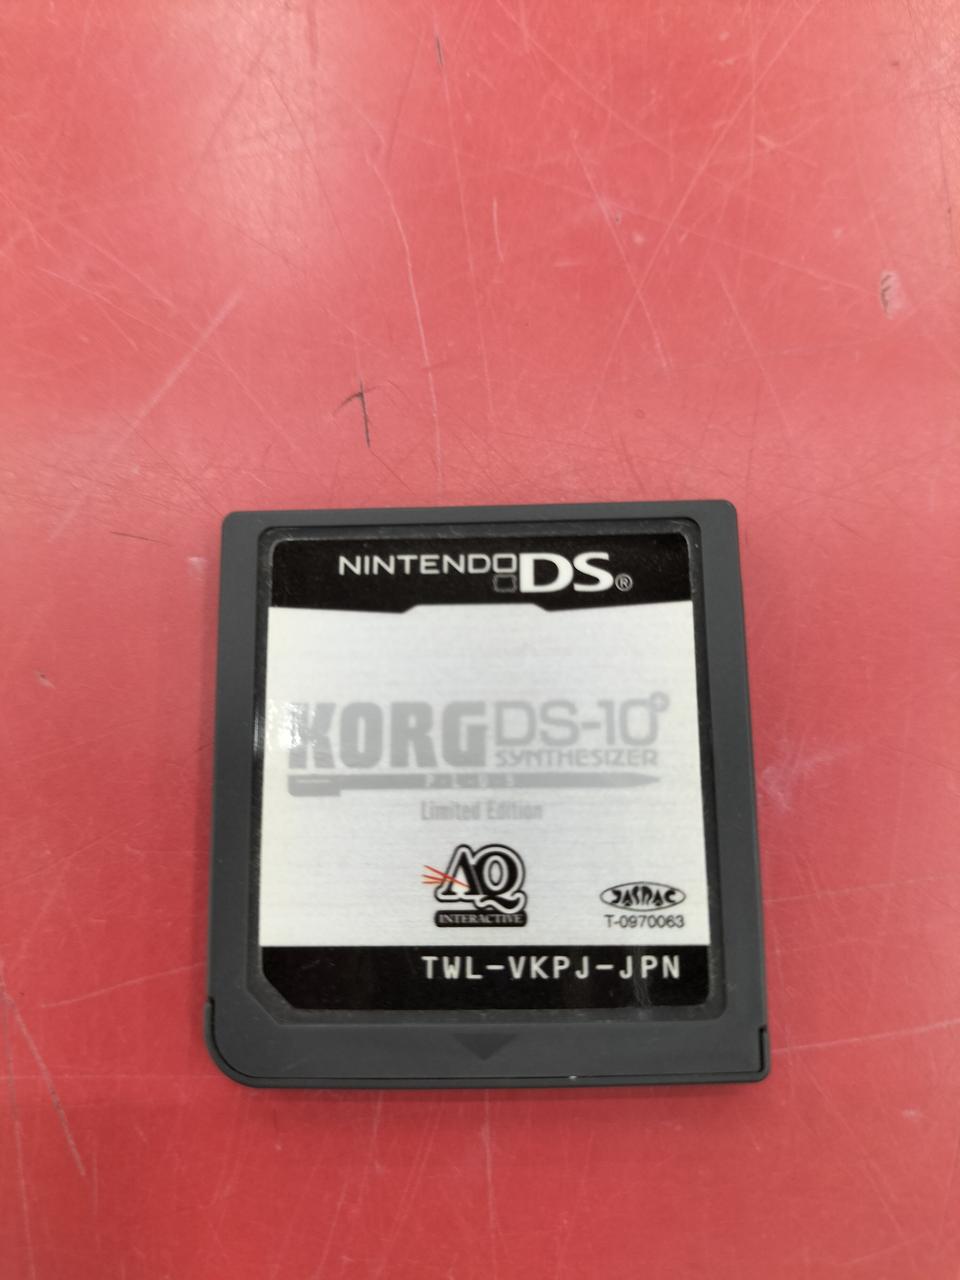 NINTENDO DS®
KORG DS-10+
SYNTHESIZER
PLUS
Limited Edition
AQ
INTERACTIVE
JASRAC
T-0970063
TWL-VKPJ-JPN